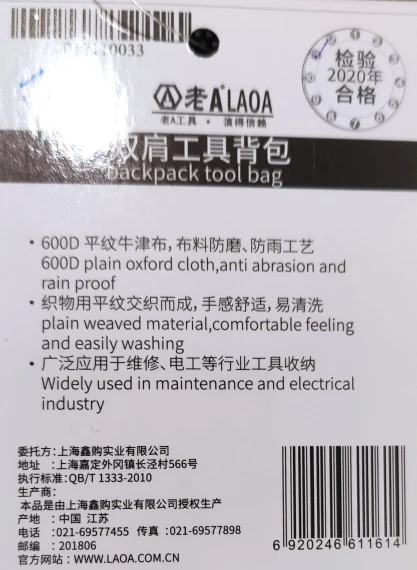 检验
2020年
合格
老A LAOA
老A工具 · 值得信赖
双肩工具背包
backpack tool bag
· 600D 平纹牛津布，布料防磨、防雨工艺
600D plain oxford cloth,anti abrasion and
rain proof
· 织物用平纹交织而成，手感舒适，易清洗
plain weaved material,comfortable feeling
and easily washing
· 广泛应用于维修、电工等行业工具收纳
Widely used in maintenance and electrical
industry
委托方：上海鑫购实业有限公司
地址 ：上海嘉定外冈镇长泾村566号
执行标准：QB/T 1333-2010
生产商：
本品是由上海鑫购实业有限公司授权生产
产地 ：中国 江苏
电话 ：021-69577455 传真 ：021-69577898
邮编 ：201806
官方网站：WWW.LAOA.COM.CN
6 920246 611614